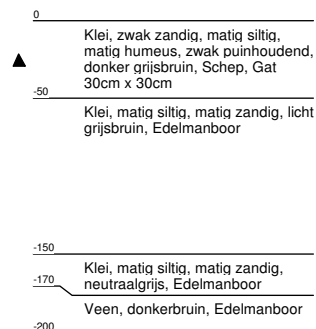 0
Klei, zwak zandig, matig siltig,
matig humeus, zwak puinhoudend,
donker grijsbruin, Schep, Gat
30cm x 30cm
-50
Klei, matig siltig, matig zandig, licht
grijsbruin, Edelmanboor
-150
Klei, matig siltig, matig zandig,
neutraalgrijs, Edelmanboor
-170
Veen, donkerbruin, Edelmanboor
-200